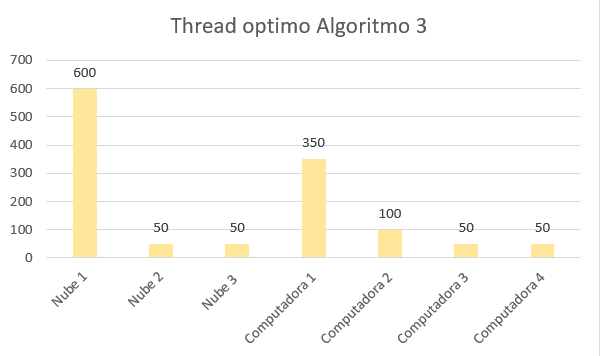 Thread optimo Algoritmo 3
700
600
500
400
300
200
100
0
600
50
50
350
100
50
50
Nube 1
Nube 2
Nube 3
Computadora 1
Computadora 2
Computadora 3
Computadora 4